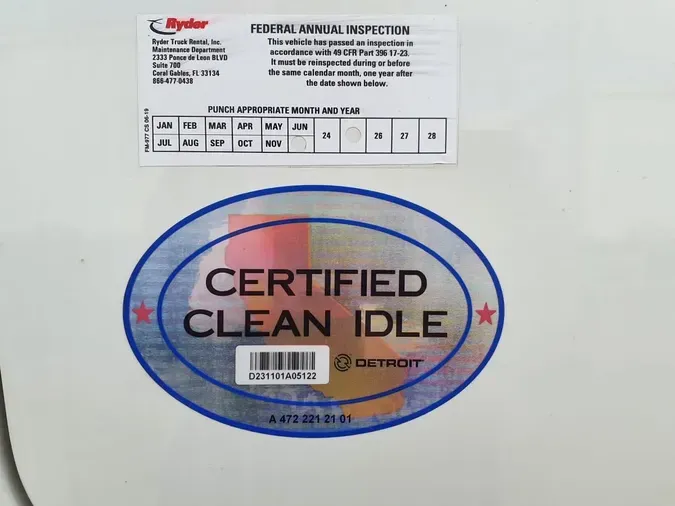 Ryder
Ryder Truck Rental, Inc.
Maintenance Department
2333 Ponce de Leon BLVD
Suite 700
Coral Gables, FL 33134
866-477-0438
FEDERAL ANNUAL INSPECTION
This vehicle has passed an inspection in
accordance with 49 CFR Part 396 17-23.
It must be reinspected during or before
the same calendar month, one year after
the date shown below.
PUNCH APPROPRIATE MONTH AND YEAR
FM-977 CS 06-19
JAN FEB MAR APR MAY JUN 24 26 27 28
JUL AUG SEP OCT NOV
CERTIFIED
CLEAN IDLE
D231101A05122
DETROIT
A 472 221 21 01